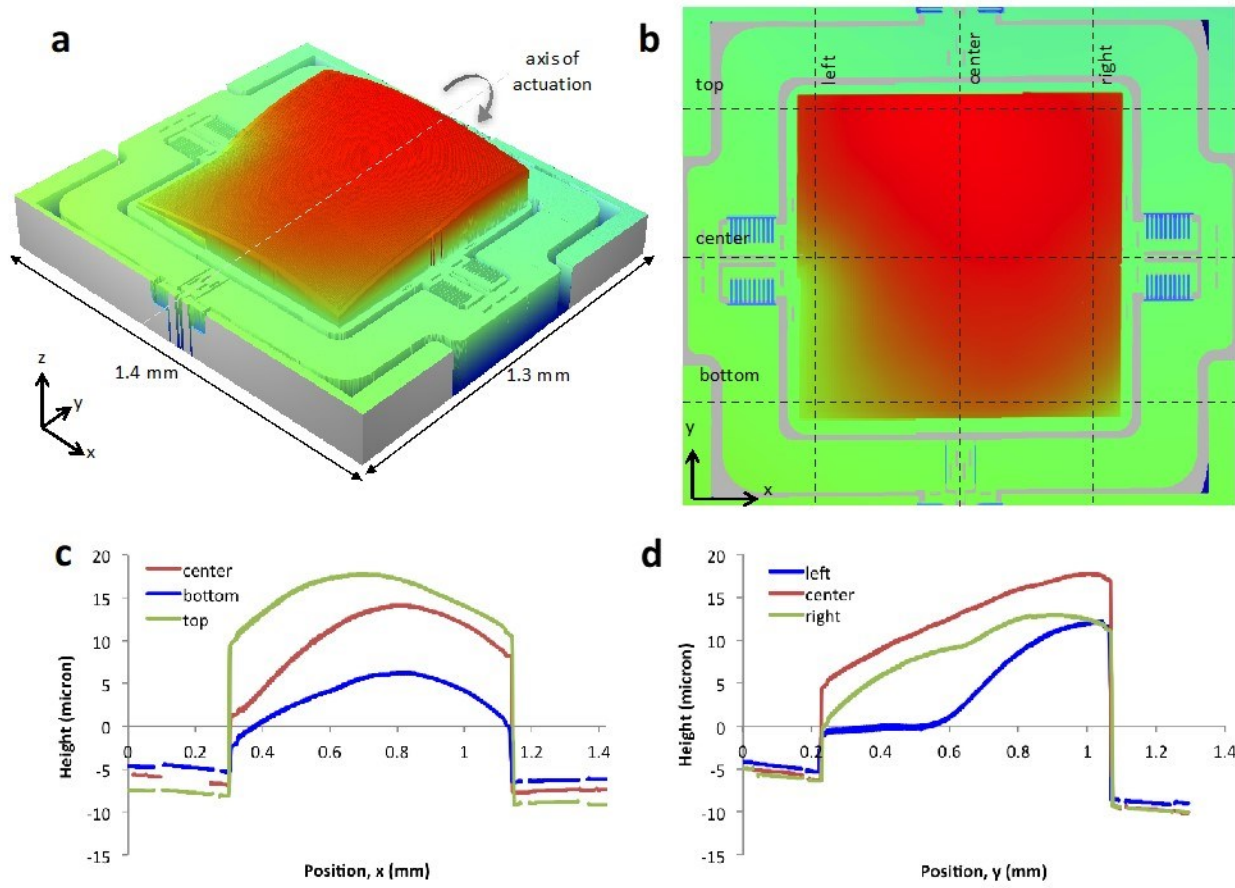 a
axis of
actuation
1.4 mm
1.3 mm
z
y
x
b
left
center
right
top
center
bottom
y
x
c
center
bottom
top
20
15
10
5
0
-5
-10
-15
0
0.2
0.4
0.6
0.8
1
1.2
1.4
Height (micron)
Position, x (mm)
d
left
center
right
20
15
10
5
0
-5
-10
-15
0
0.2
0.4
0.6
0.8
1
1.2
1.4
Height (micron)
Position, y (mm)